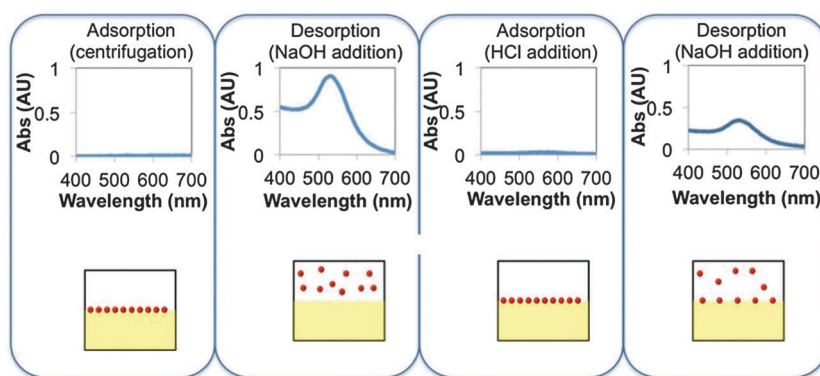 Adsorption
(centrifugation)
1
0.5
0
Abs (AU)
400 500 600 700
Wavelength (nm)
Desorption
(NaOH addition)
1
0.5
0
Abs (AU)
400 500 600 700
Wavelength (nm)
Adsorption
(HCl addition)
1
0.5
0
Abs (AU)
400 500 600 700
Wavelength (nm)
Desorption
(NaOH addition)
1
0.5
0
Abs (AU)
400 500 600 700
Wavelength (nm)